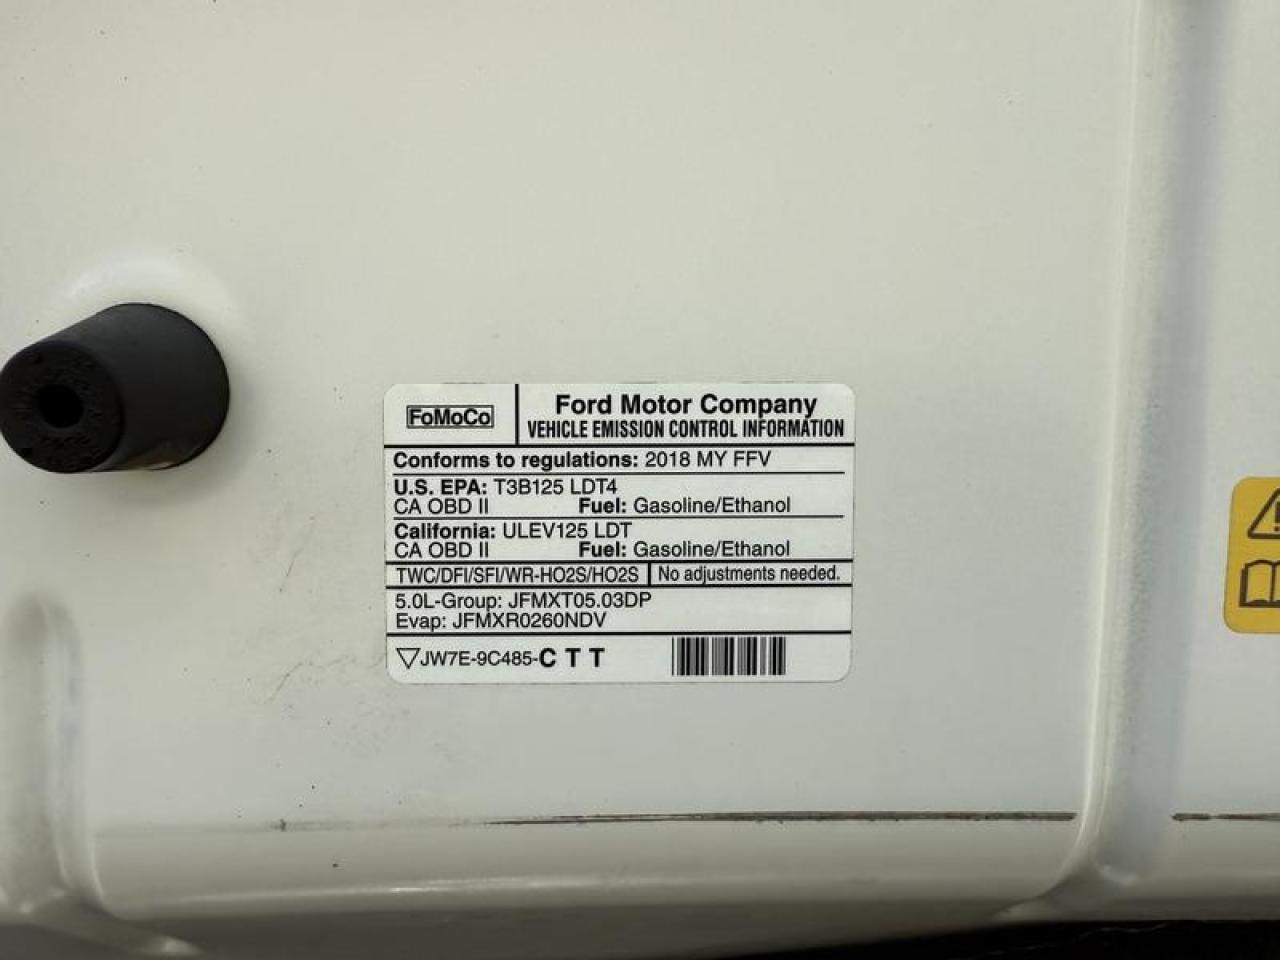 FoMoCo
Ford Motor Company
VEHICLE EMISSION CONTROL INFORMATION
Conforms to regulations: 2018 MY FFV
U.S. EPA: T3B125 LDT4
CA OBD II Fuel: Gasoline/Ethanol
California: ULEV125 LDT
CA OBD II Fuel: Gasoline/Ethanol
TWC/DFI/SFI/WR-HO2S/HO2S No adjustments needed.
5.0L-Group: JFMXT05.03DP
Evap: JFMXR0260NDV
JW7E-9C485-C T T